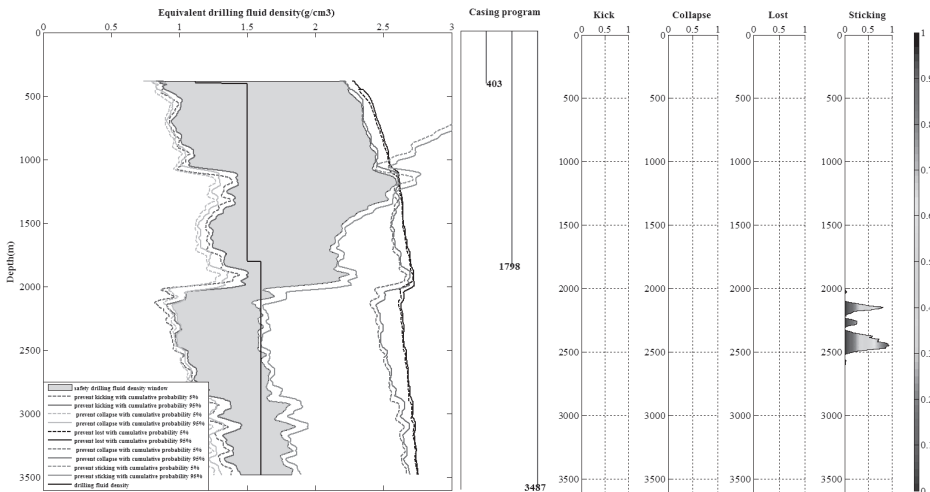 Equivalent drilling fluid density(g/cm3)
0 1 1.5 2 2.5 3
Depth(m)
0
500
1000
1500
2000
2500
3000
3500
safety drilling fluid density window
prevent kicking with cumulative probability 5%
prevent kicking with cumulative probability 95%
prevent collapse with cumulative probability 5%
prevent collapse with cumulative probability 95%
prevent lost with cumulative probability 5%
prevent lost with cumulative probability 95%
prevent collapse with cumulative probability 5%
prevent collapse with cumulative probability 95%
prevent sticking with cumulative probability 5%
prevent sticking with cumulative probability 95%
drilling fluid density
Casing program
403
1798
3487
Kick
0 0.5 1
0
500
1000
1500
2000
2500
3000
3500
Collapse
0 0.5 1
0
500
1000
1500
2000
2500
3000
3500
Lost
0 0.5 1
0
500
1000
1500
2000
2500
3000
3500
Sticking
0 0.5 1
0
500
1000
1500
2000
2500
3000
3500
1